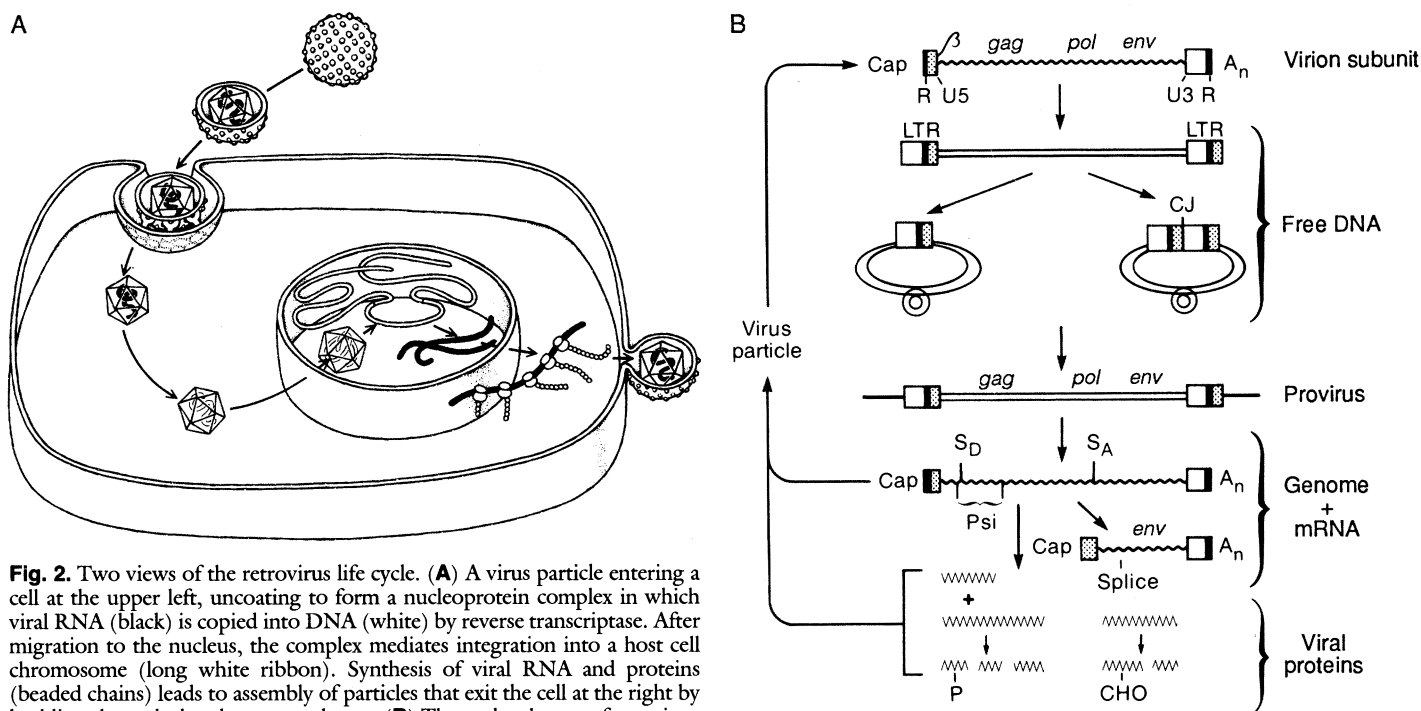 A
Fig. 2. Two views of the retrovirus life cycle. (A) A virus particle entering a
cell at the upper left, uncoating to form a nucleoprotein complex in which
viral RNA (black) is copied into DNA (white) by reverse transcriptase. After
migration to the nucleus, the complex mediates integration into a host cell
chromosome (long white ribbon). Synthesis of viral RNA and proteins
(beaded chains) leads to assembly of particles that exit the cell at the right by
B
gag pol env
Cap An Virion subunit
R U5 U3 R
LTR LTR
CJ
Free DNA
Virus
particle
gag pol env
Provirus
SD SA
Cap An
Psi
Genome
+
mRNA
env
Cap An
Splice
+
Viral
proteins
P CHO